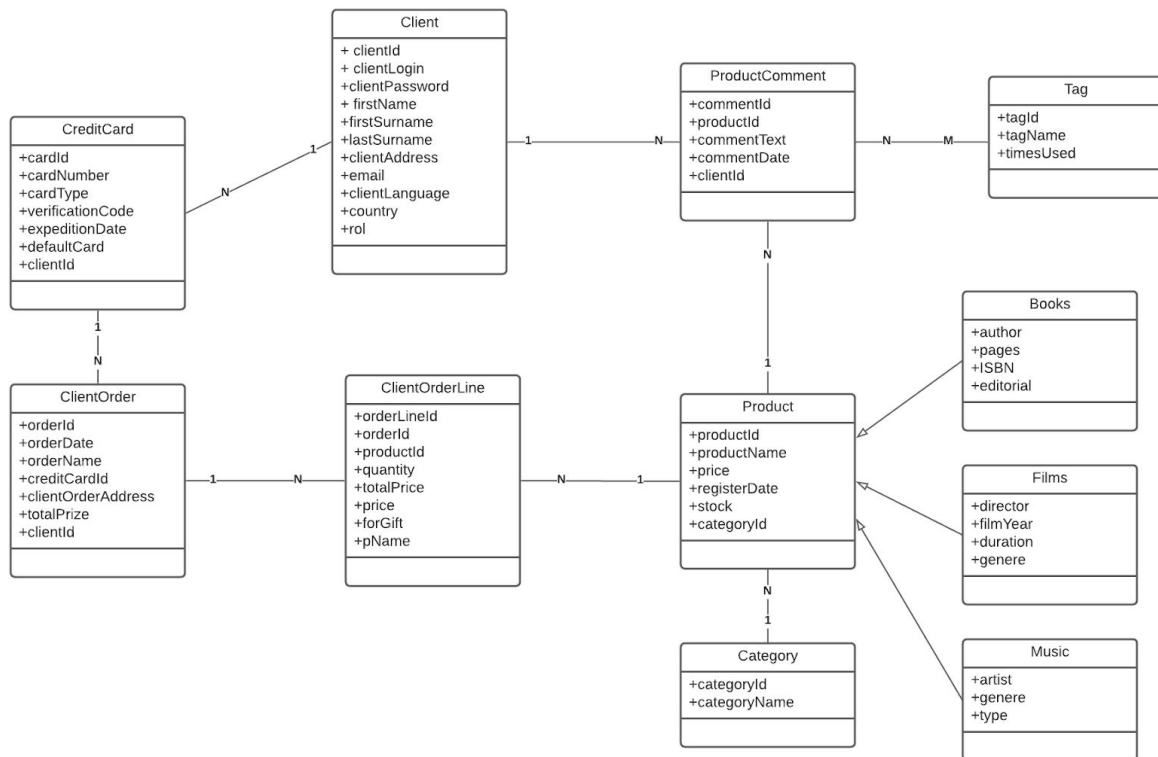 Client
+ clientId
+ clientLogin
+clientPassword
+ firstName
+firstSurname
+lastSurname
+clientAddress
+email
+clientLanguage
+country
+rol
ProductComment
+commentId
+productId
+commentText
+commentDate
+clientId
Tag
+tagId
+tagName
+timesUsed
CreditCard
+cardId
+cardNumber
+cardType
+verificationCode
+expeditionDate
+defaultCard
+clientId
1
N
1
N
N
M
N
1
1
N
Books
+author
+pages
+ISBN
+editorial
ClientOrder
+orderId
+orderDate
+orderName
+creditCardId
+clientOrderAddress
+totalPrize
+clientId
1
N
ClientOrderLine
+orderLineId
+orderId
+productId
+quantity
+totalPrice
+price
+forGift
+pName
N
1
Product
+productId
+productName
+price
+registerDate
+stock
+categoryId
Films
+director
+filmYear
+duration
+genere
N
1
Category
+categoryId
+categoryName
Music
+artist
+genere
+type